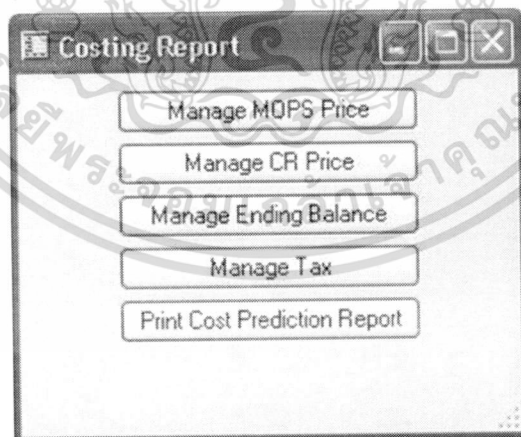 Costing Report
Manage MOPS Price
Manage CR Price
Manage Ending Balance
Manage Tax
Print Cost Prediction Report